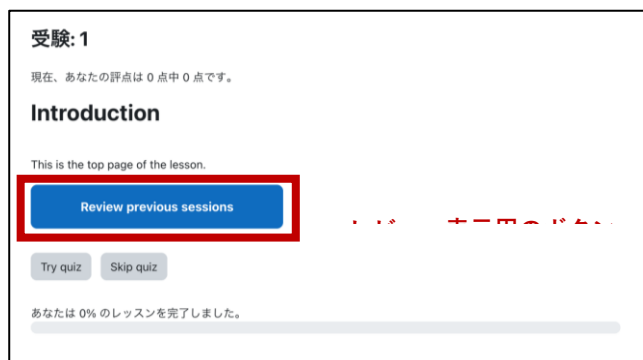 受験: 1
現在、あなたの評点は 0 点中 0 点です。
Introduction
This is the top page of the lesson.
Review previous sessions
Try quiz Skip quiz
あなたは 0% のレッスンを完了しました。